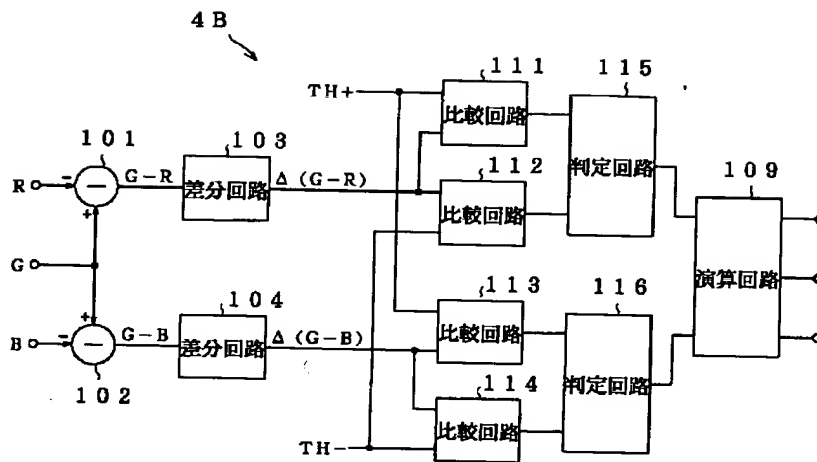 4B
111
115
TH+
比較回路
101
103
判定回路
R
−
−
G−R
差分回路
Δ(G−R)
112
比較回路
109
+
G
演算回路
+
104
113
116
B
−
−
G−B
差分回路
Δ(G−B)
比較回路
判定回路
102
114
比較回路
TH−